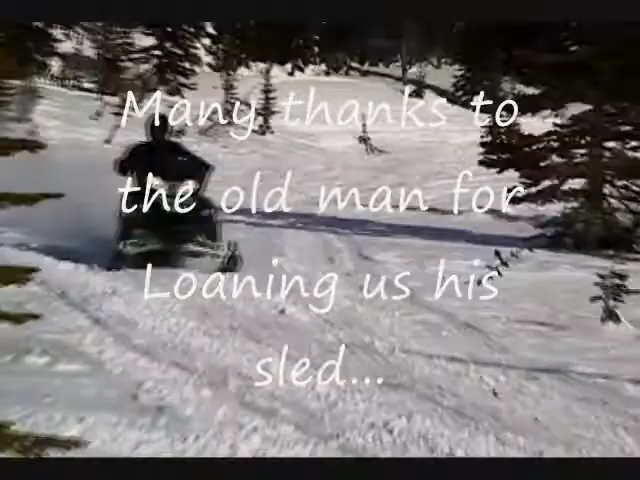 Many thanks to
the old man for
Loaning us his
sled...